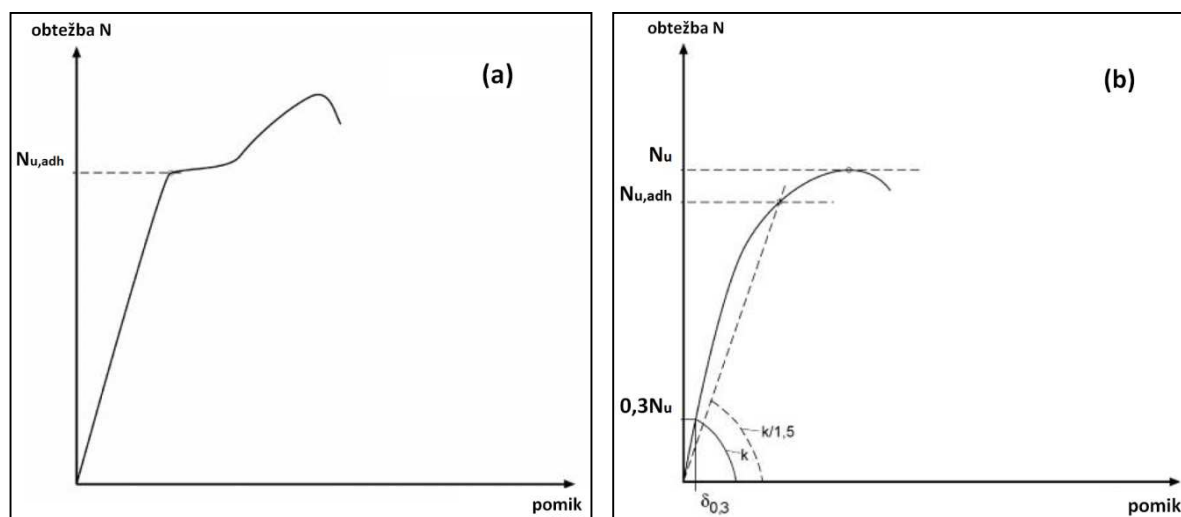 obtežba N
(a)
Nu,adh
pomik
obtežba N
(b)
Nu
Nu,adh
0,3Nu
k/1,5
k
δ0,3
pomik